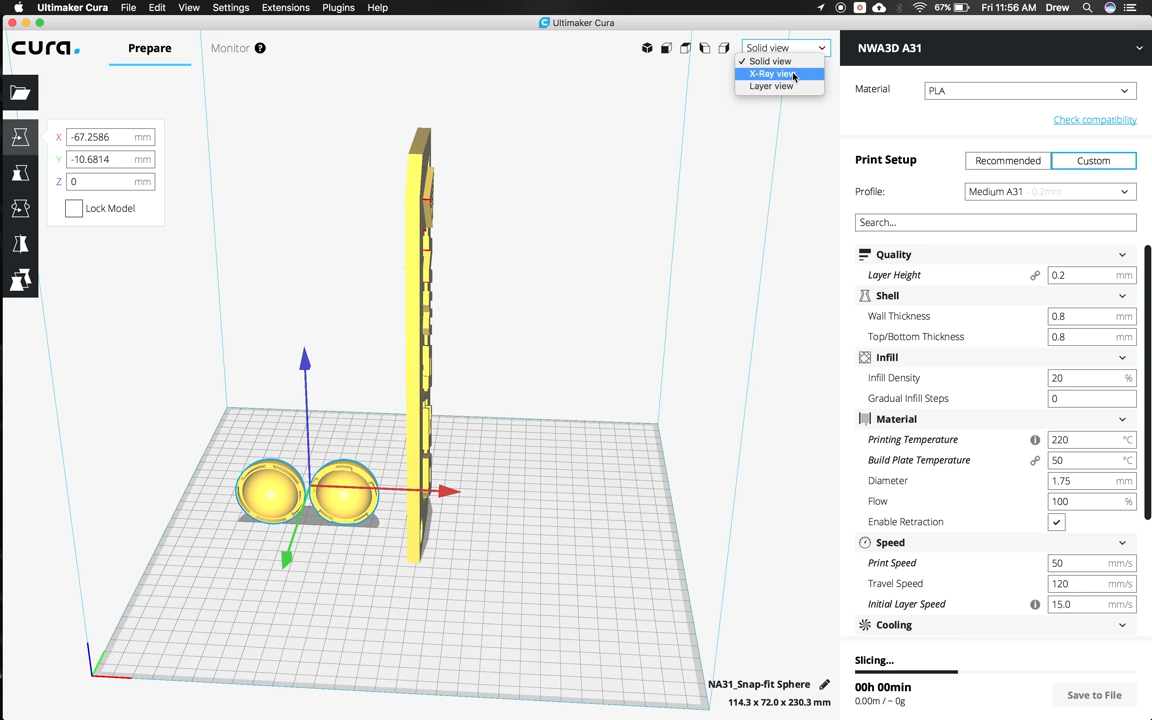 Ultimaker Cura File Edit View Settings Extensions Plugins Help 67% Fri 11:56 AM Drew
Ultimaker Cura
cura. Prepare Monitor ? Solid view NWA3D A31
✓ Solid view
X-Ray view
Layer view
Material PLA
Check compatibility
X -67.2586 mm
Y -10.6814 mm
Z 0 mm
Lock Model
Print Setup Recommended Custom
Profile: Medium A31 - 0.2mm
Search...
Quality
Layer Height 0.2 mm
Shell
Wall Thickness 0.8 mm
Top/Bottom Thickness 0.8 mm
Infill
Infill Density 20 %
Gradual Infill Steps 0
Material
Printing Temperature 220 °C
Build Plate Temperature 50 °C
Diameter 1.75 mm
Flow 100 %
Enable Retraction
Speed
Print Speed 50 mm/s
Travel Speed 120 mm/s
Initial Layer Speed 15.0 mm/s
Cooling
Slicing...
00h 00min
0.00m / ~ 0g
Save to File
NA31_Snap-fit Sphere
114.3 x 72.0 x 230.3 mm